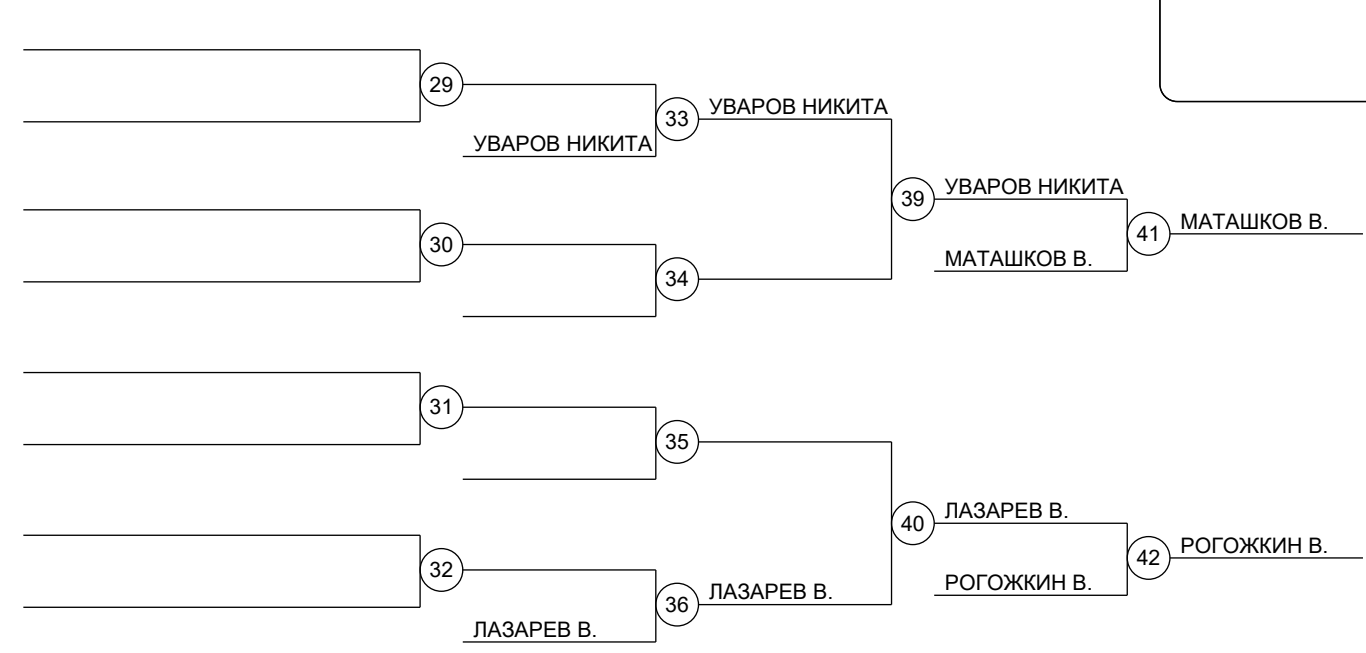 29
33 УВАРОВ НИКИТА
УВАРОВ НИКИТА
39 УВАРОВ НИКИТА
30
41 МАТАШКОВ В.
МАТАШКОВ В.
34
31
35
40 ЛАЗАРЕВ В.
42 РОГОЖКИН В.
РОГОЖКИН В.
32
36 ЛАЗАРЕВ В.
ЛАЗАРЕВ В.